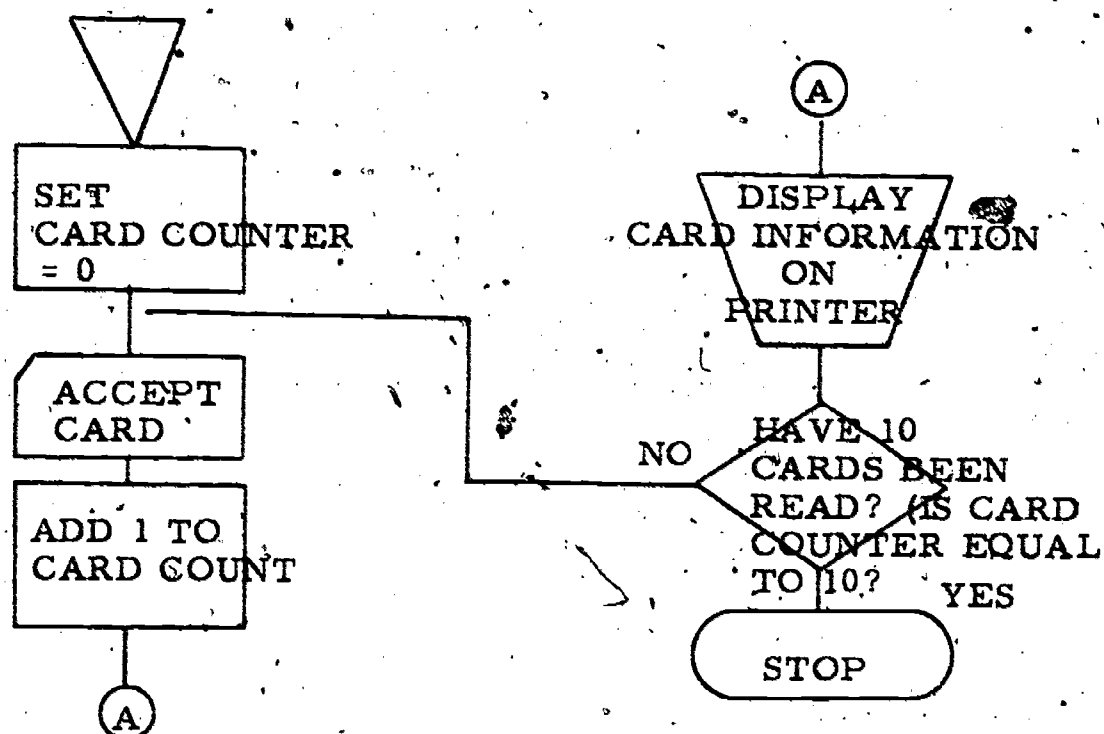 SET
CARD COUNTER
= 0
ACCEPT
CARD
ADD 1 TO
CARD COUNT
A
A
DISPLAY
CARD INFORMATION
ON
PRINTER
NO
HAVE 10
CARDS BEEN
READ? (IS CARD
COUNTER EQUAL
TO 10?
YES
STOP